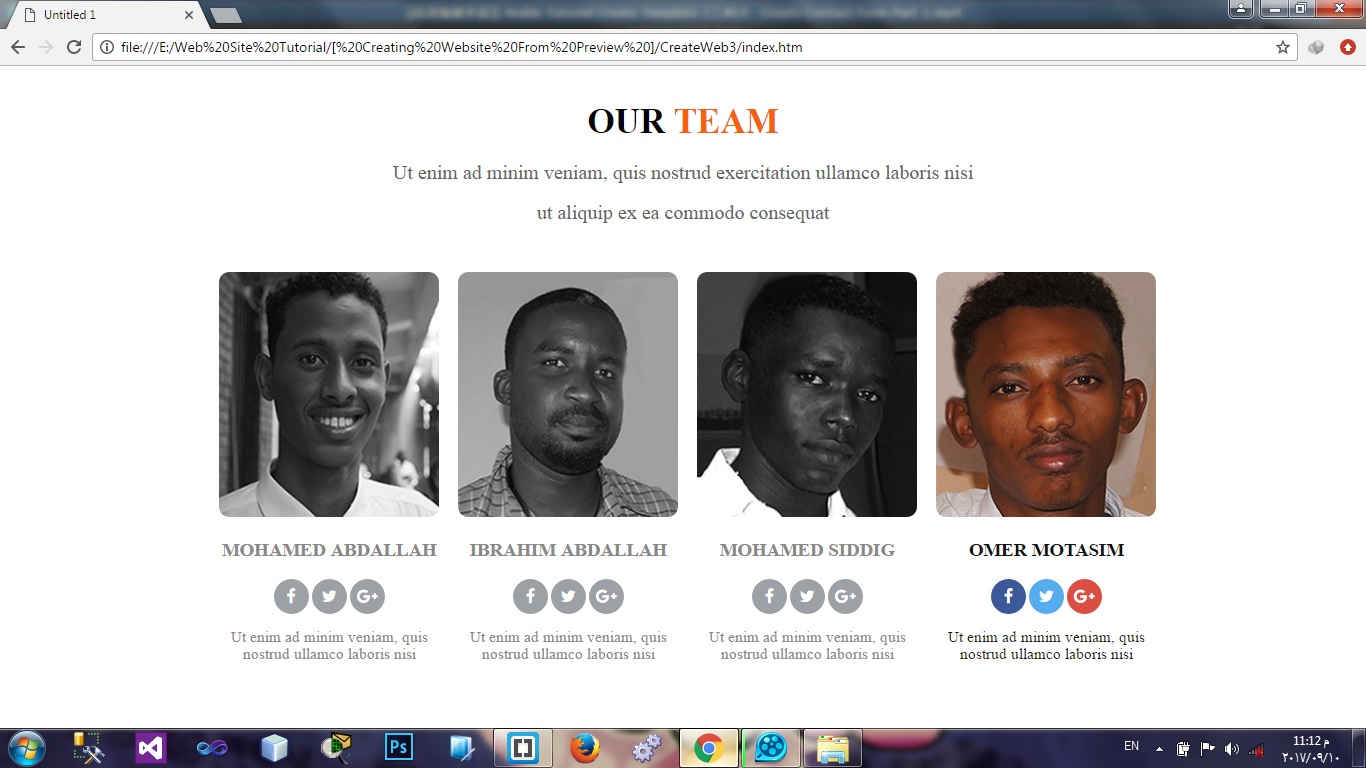 Untitled 1
file:///E:/Web%20Site%20Tutorial/[%20Creating%20Website%20From%20Preview%20]/CreateWeb3/index.htm
OUR TEAM
Ut enim ad minim veniam, quis nostrud exercitation ullamco laboris nisi
ut aliquip ex ea commodo consequat
MOHAMED ABDALLAH
IBRAHIM ABDALLAH
MOHAMED SIDDIG
OMER MOTASIM
Ut enim ad minim veniam, quis
nostrud ullamco laboris nisi
Ut enim ad minim veniam, quis
nostrud ullamco laboris nisi
Ut enim ad minim veniam, quis
nostrud ullamco laboris nisi
Ut enim ad minim veniam, quis
nostrud ullamco laboris nisi
Ps
EN
11:12 م
٢٠١٧/٠٩/١٠